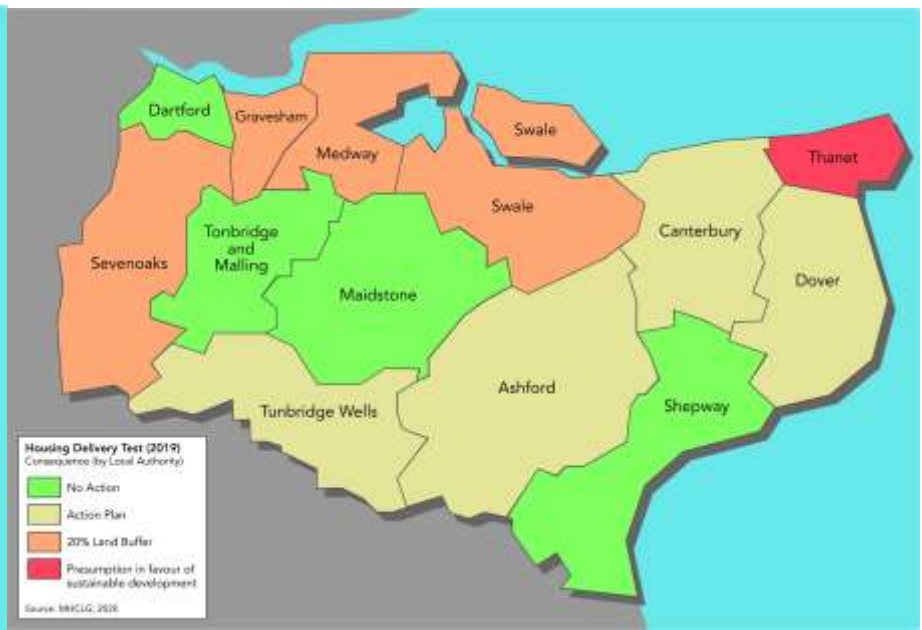 Dartford
Gravesham
Medway
Swale
Thanet
Swale
Sevenoaks
Tonbridge
and
Malling
Maidstone
Canterbury
Dover
Ashford
Tunbridge Wells
Shepway
Housing Delivery Test (2019)
Consequence (by Local Authority)
No Action
Action Plan
20% Land Buffer
Presumption in favour of
sustainable development
Source: MHCLG, 2020